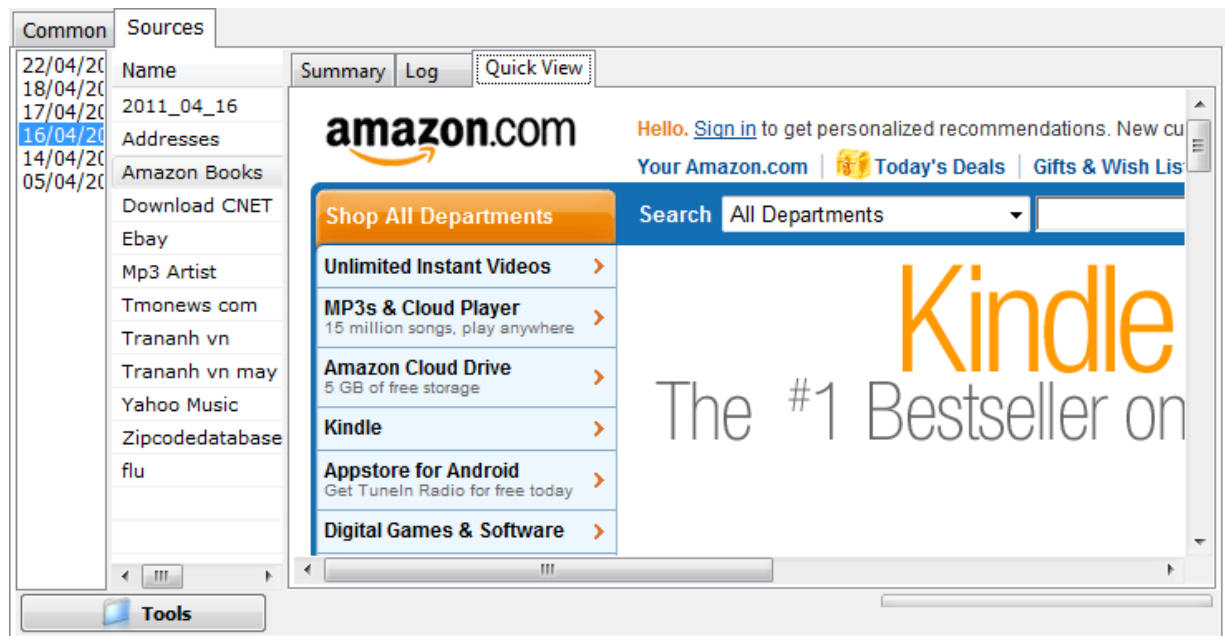 Common Sources
22/04/20
18/04/20
17/04/20
16/04/20
14/04/20
05/04/20
Name
2011_04_16
Addresses
Amazon Books
Download CNET
Ebay
Mp3 Artist
Tmonews com
Trananh vn
Trananh vn may
Yahoo Music
Zipcodedatabase
flu
Summary Log Quick View
amazon.com
Hello. Sign in to get personalized recommendations. New cu
Your Amazon.com Today's Deals Gifts & Wish Lis
Shop All Departments
Search All Departments
Unlimited Instant Videos
MP3s & Cloud Player
15 million songs, play anywhere
Amazon Cloud Drive
5 GB of free storage
Kindle
Appstore for Android
Get TuneIn Radio for free today
Digital Games & Software
Kindle
The #1 Bestseller on
Tools